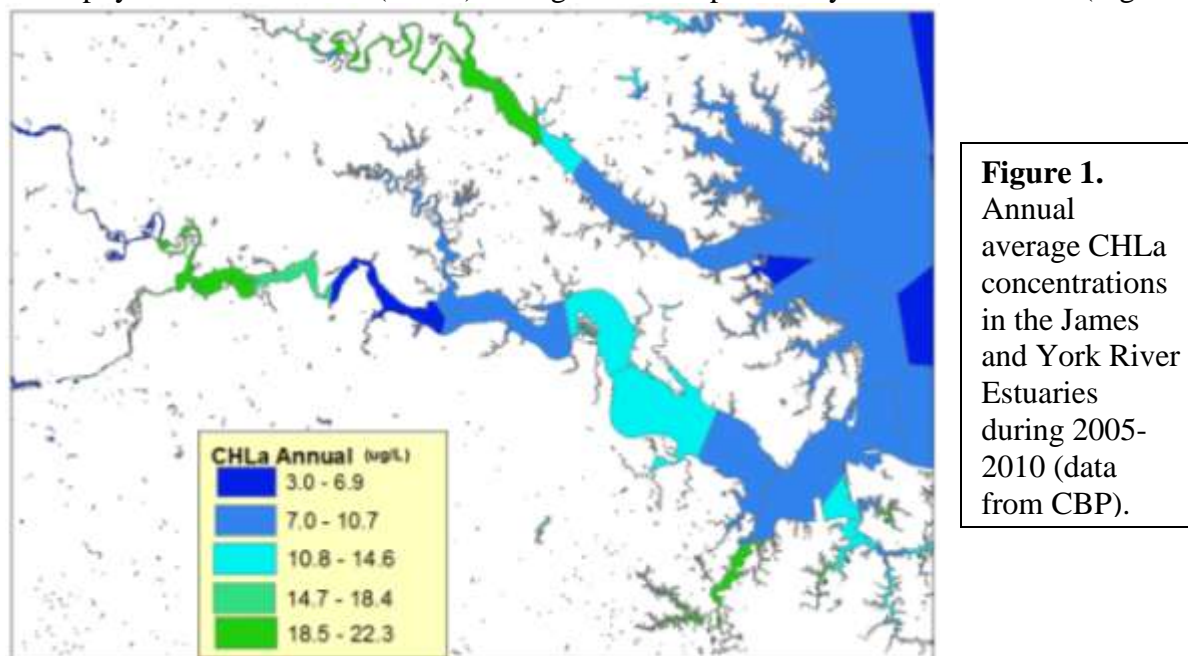 Figure 1.
Annual
average CHLa
concentrations
in the James
and York River
Estuaries
during 2005-
2010 (data
from CBP).
CHLa Annual (ug/L)
3.0 - 6.9
7.0 - 10.7
10.8 - 14.6
14.7 - 18.4
18.5 - 22.3